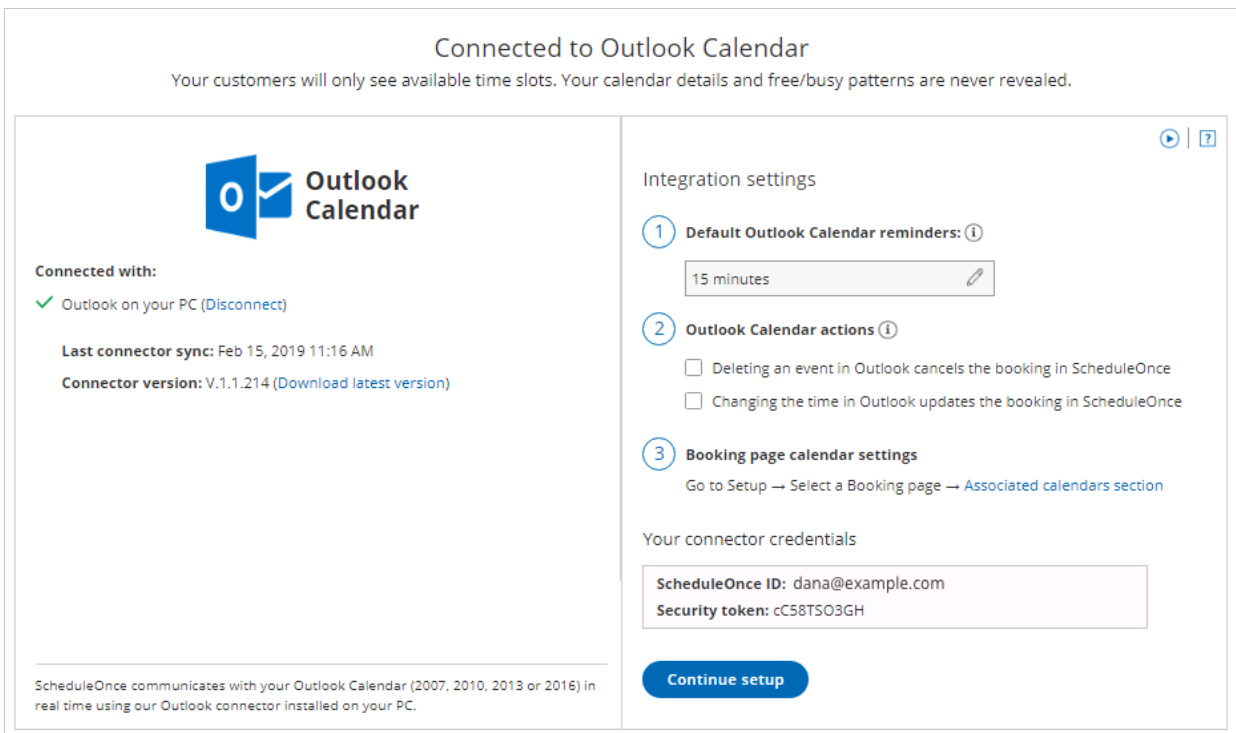 Connected to Outlook Calendar
Your customers will only see available time slots. Your calendar details and free/busy patterns are never revealed.
Outlook
Calendar
Connected with:
Outlook on your PC (Disconnect)
Last connector sync: Feb 15, 2019 11:16 AM
Connector version: V.1.1.214 (Download latest version)
ScheduleOnce communicates with your Outlook Calendar (2007, 2010, 2013 or 2016) in
real time using our Outlook connector installed on your PC.
?
Integration settings
1 Default Outlook Calendar reminders: i
15 minutes
2 Outlook Calendar actions i
Deleting an event in Outlook cancels the booking in ScheduleOnce
Changing the time in Outlook updates the booking in ScheduleOnce
3 Booking page calendar settings
Go to Setup → Select a Booking page → Associated calendars section
Your connector credentials
ScheduleOnce ID: dana@example.com
Security token: cC58TSO3GH
Continue setup